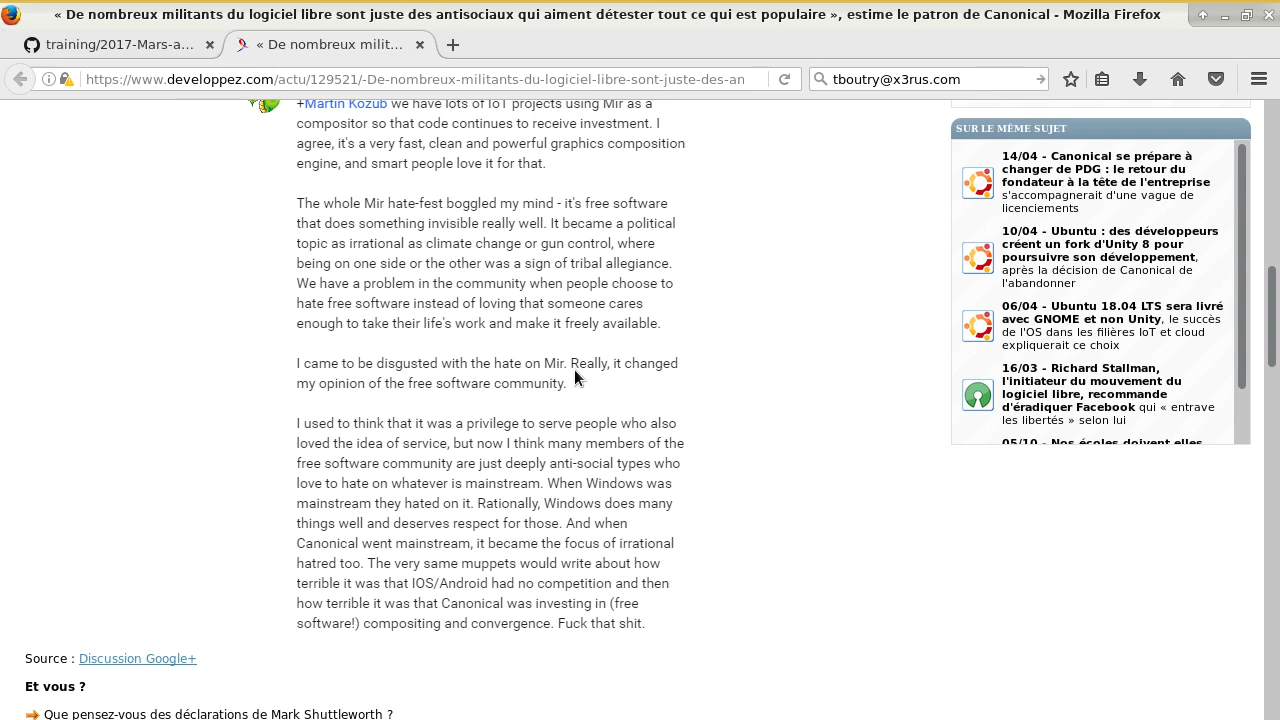 « De nombreux militants du logiciel libre sont juste des antisociaux qui aiment détester tout ce qui est populaire », estime le patron de Canonical - Mozilla Firefox
training/2017-Mars-a...
« De nombreux milit...
https://www.developpez.com/actu/129521/-De-nombreux-militants-du-logiciel-libre-sont-juste-des-an
tboutry@x3rus.com
+Martin Kozub we have lots of IoT projects using Mir as a
compositor so that code continues to receive investment. I
agree, it's a very fast, clean and powerful graphics composition
engine, and smart people love it for that.
The whole Mir hate-fest boggled my mind - it's free software
that does something invisible really well. It became a political
topic as irrational as climate change or gun control, where
being on one side or the other was a sign of tribal allegiance.
We have a problem in the community when people choose to
hate free software instead of loving that someone cares
enough to take their life's work and make it freely available.
I came to be disgusted with the hate on Mir. Really, it changed
my opinion of the free software community.
I used to think that it was a privilege to serve people who also
loved the idea of service, but now I think many members of the
free software community are just deeply anti-social types who
love to hate on whatever is mainstream. When Windows was
mainstream they hated on it. Rationally, Windows does many
things well and deserves respect for those. And when
Canonical went mainstream, it became the focus of irrational
hatred too. The very same muppets would write about how
terrible it was that IOS/Android had no competition and then
how terrible it was that Canonical was investing in (free
software!) compositing and convergence. Fuck that shit.
Source : Discussion Google+
Et vous ?
Que pensez-vous des déclarations de Mark Shuttleworth ?
SUR LE MÊME SUJET
14/04 - Canonical se prépare à
changer de PDG : le retour du
fondateur à la tête de l'entreprise
s'accompagnerait d'une vague de
licenciements
10/04 - Ubuntu : des développeurs
créent un fork d'Unity 8 pour
poursuivre son développement,
après la décision de Canonical de
l'abandonner
06/04 - Ubuntu 18.04 LTS sera livré
avec GNOME et non Unity, le succès
de l'OS dans les filières IoT et cloud
expliquerait ce choix
16/03 - Richard Stallman,
l'initiateur du mouvement du
logiciel libre, recommande
d'éradiquer Facebook qui « entrave
les libertés » selon lui
05/10 - Nos écoles doivent elles